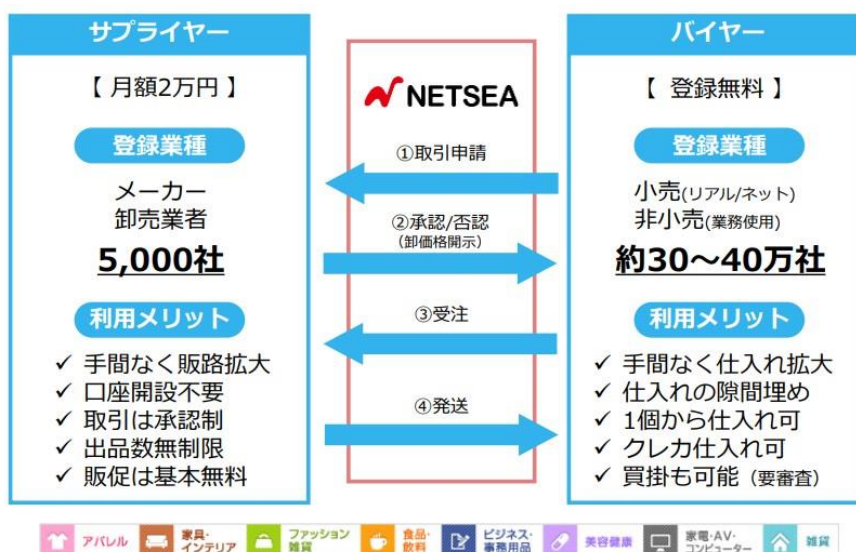 サプライヤー
【 月額2万円 】
登録業種
メーカー
卸売業者
5,000社
利用メリット
✓ 手間なく販路拡大
✓ 口座開設不要
✓ 取引は承認制
✓ 出品数無制限
✓ 販促は基本無料
NETSEA
①取引申請
②承認/否認
(卸価格開示)
③受注
④発送
バイヤー
【 登録無料 】
登録業種
小売(リアル/ネット)
非小売(業務使用)
約30～40万社
利用メリット
✓ 手間なく仕入れ拡大
✓ 仕入れの隙間埋め
✓ 1個から仕入れ可
✓ クレカ仕入れ可
✓ 買掛も可能（要審査）
アパレル
家具・
インテリア
ファッション
雑貨
食品・
飲料
ビジネス・
事務用品
美容健康
家電・AV・
コンピューター
雑貨